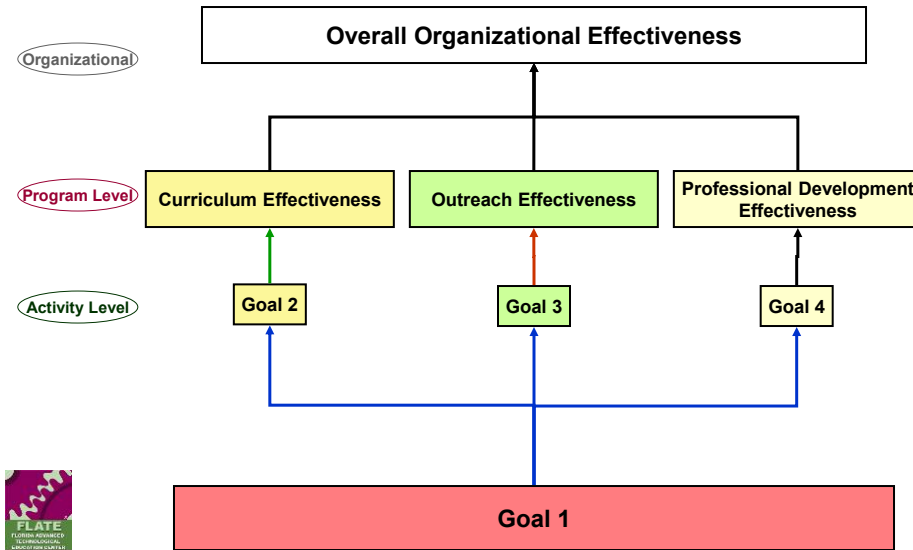 Overall Organizational Effectiveness
Organizational
Program Level
Curriculum Effectiveness
Outreach Effectiveness
Professional Development
Effectiveness
Activity Level
Goal 2
Goal 3
Goal 4
Goal 1
FLATE
FLORIDA ADVANCED
TECHNOLOGICAL
EDUCATION CENTER